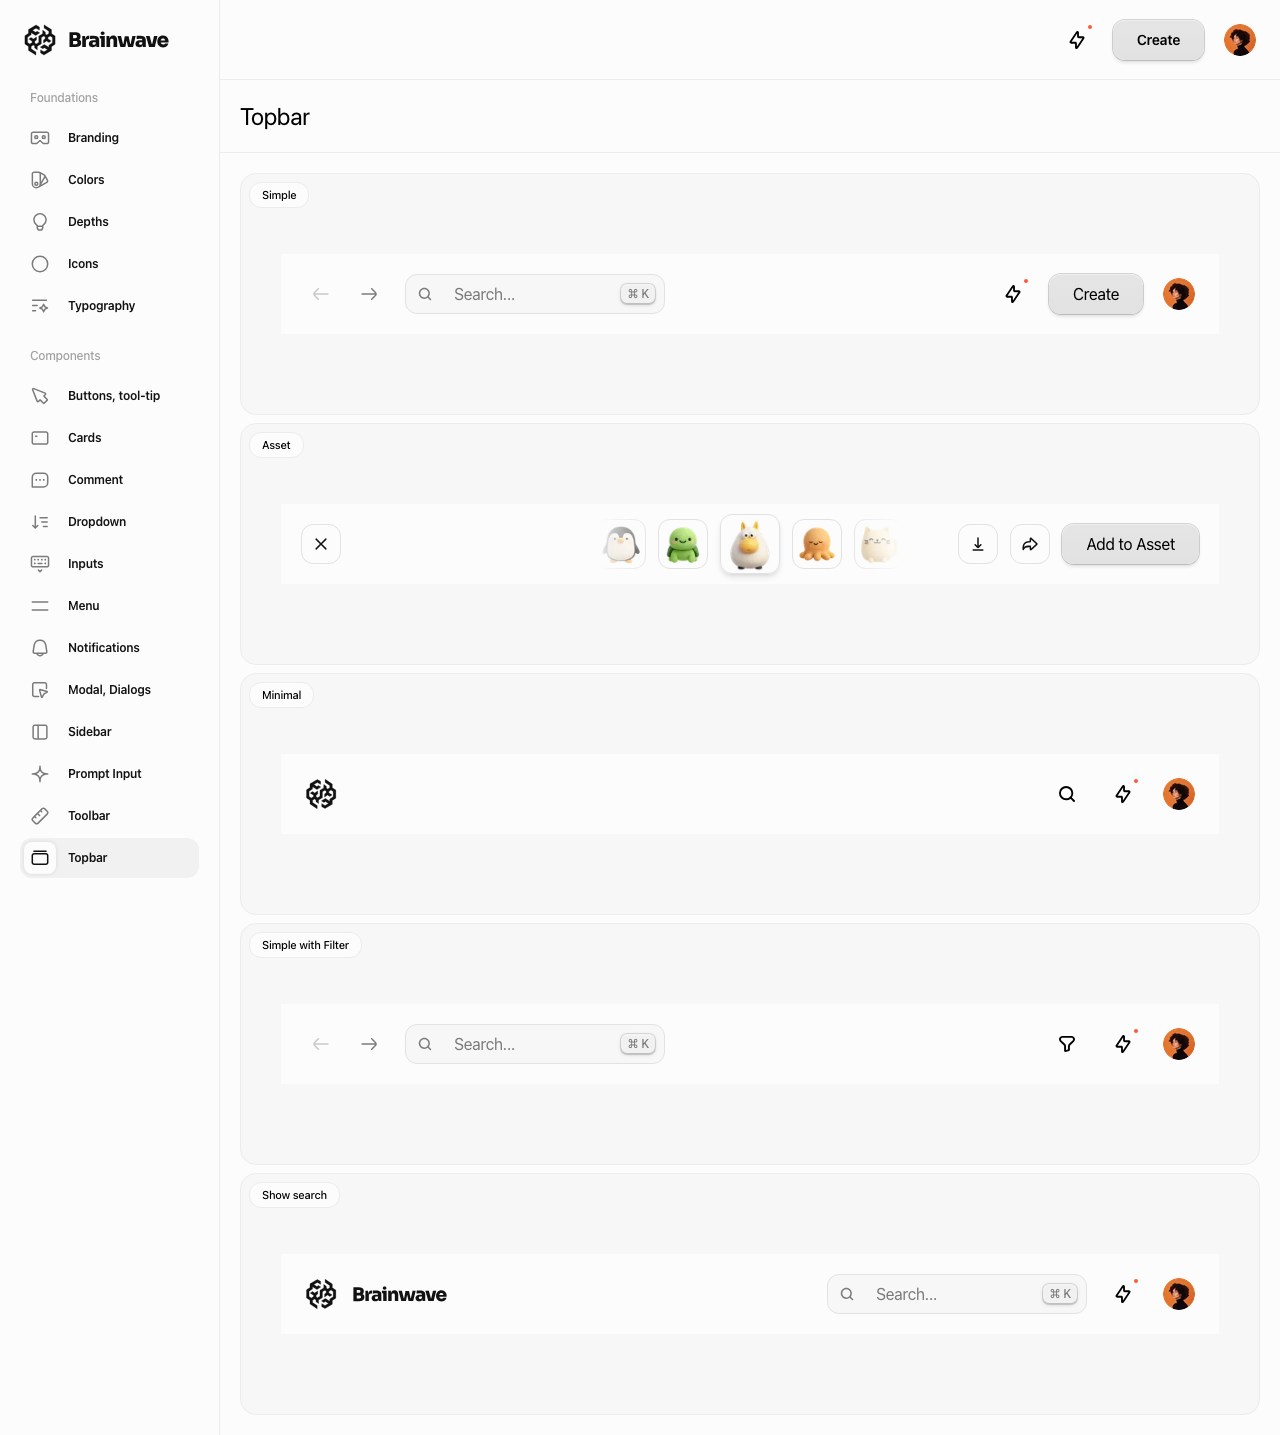 Brainwave
Create
Foundations
Branding
Colors
Depths
Icons
Typography
Components
Buttons, tool-tip
Cards
Comment
Dropdown
Inputs
Menu
Notifications
Modal, Dialogs
Sidebar
Prompt Input
Toolbar
Topbar
Topbar
Simple
Search...
⌘ K
Create
Asset
Add to Asset
Minimal
Simple with Filter
Search...
⌘ K
Show search
Brainwave
Search...
⌘ K